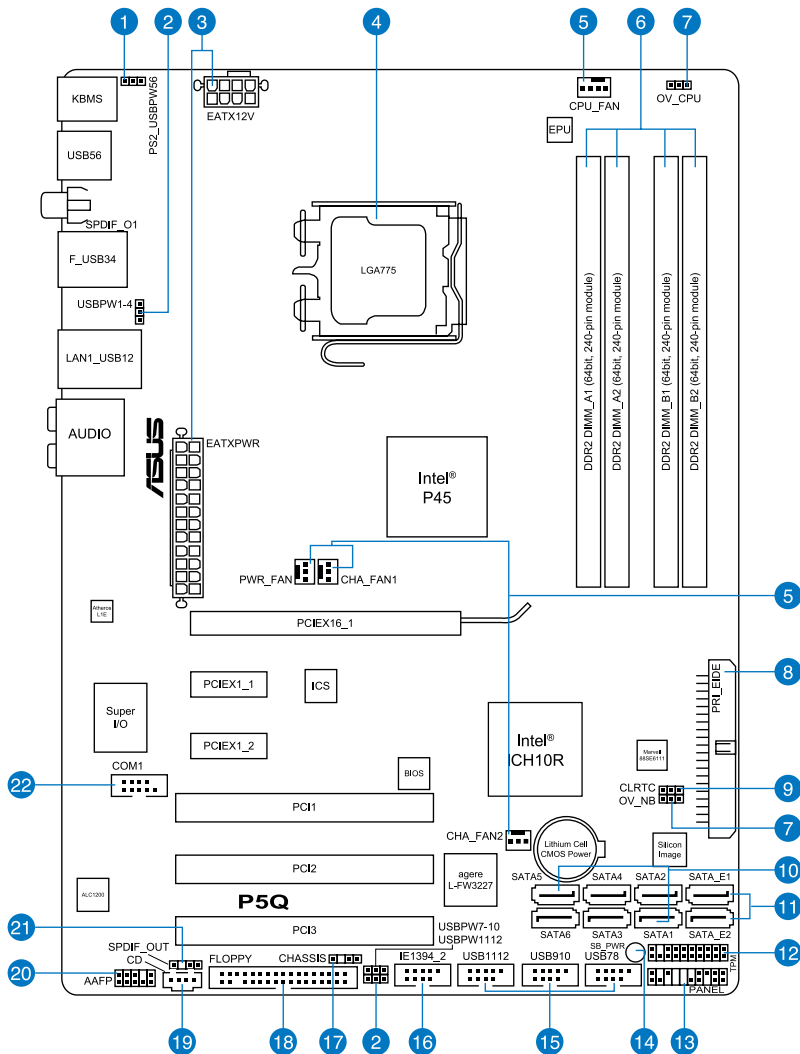 1
2
3
4
5
6
7
KBMS
PS2_USBPW56
EATX12V
CPU_FAN
OV_CPU
EPU
USB56
SPDIF_O1
F_USB34
LGA775
USBPW1-4
LAN1_USB12
AUDIO
EATXPWR
ASUS
Intel®
P45
DDR2 DIMM_A1 (64bit, 240-pin module)
DDR2 DIMM_A2 (64bit, 240-pin module)
DDR2 DIMM_B1 (64bit, 240-pin module)
DDR2 DIMM_B2 (64bit, 240-pin module)
PWR_FAN
CHA_FAN1
5
Atheros
L1E
PCIEX16_1
8
PRI_EIDE
PCIEX1_1
ICS
Super
I/O
PCIEX1_2
Intel®
ICH10R
Marvell
88SE6111
COM1
BIOS
22
CLRTC
9
OV_NB
PCI1
7
CHA_FAN2
Lithium Cell
CMOS Power
Silicon
Image
PCI2
agere
L-FW3227
SATA5
SATA4
SATA2
SATA_E1
10
ALC1200
P5Q
11
21
PCI3
USBPW7-10
USBPW1112
SATA6
SATA3
SATA1
SATA_E2
SPDIF_OUT
SB_PWR
12
CD
FLOPPY
CHASSIS
IE1394_2
USB1112
USB910
USB78
TPM
20
AAFP
PANEL
19
18
17
2
16
15
14
13